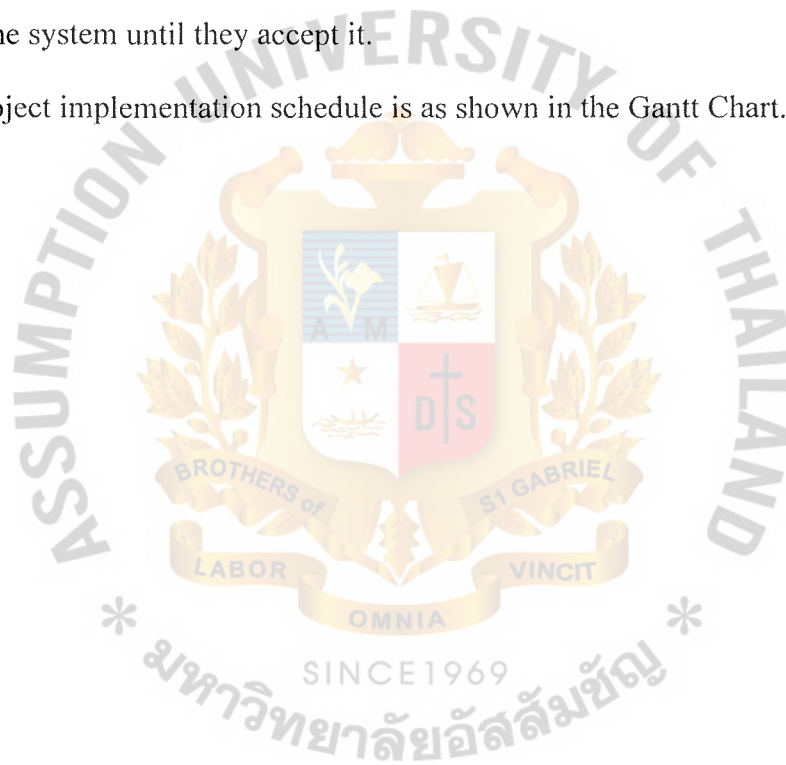 ne system until they accept it.
oject implementation schedule is as shown in the Gantt Chart.
ASSUMPTION UNIVERSITY OF THAILAND
A M
D S
BROTHERS of S1 GABRIEL
LABOR OMNIA VINCIT
SINCE1969
* มหาวิทยาลัยอัสสัมชัญ *